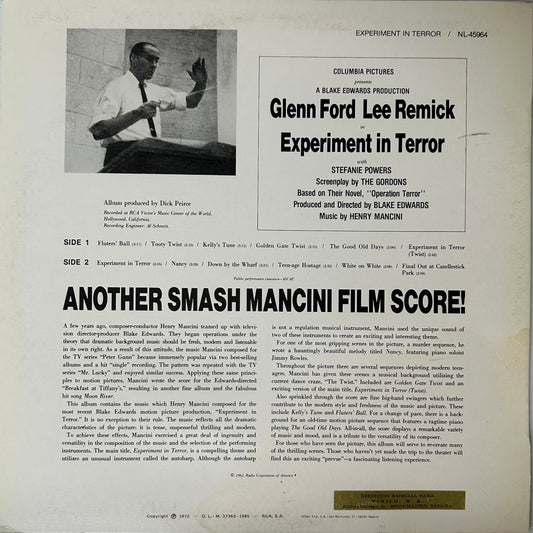 EXPERIMENT IN TERROR / NL-45964
COLUMBIA PICTURES
presents
A BLAKE EDWARDS PRODUCTION
Glenn Ford Lee Remick
in
Experiment in Terror
with
STEFANIE POWERS
Screenplay by THE GORDONS
Based on Their Novel, "Operation Terror"
Produced and Directed by BLAKE EDWARDS
Music by HENRY MANCINI
Album produced by Dick Peirce
Recorded at RCA Victor's Music Center of the World,
Hollywood, California.
Recording Engineer: Al Schmitt.
SIDE 1 Fluters' Ball / Tooty Twist / Kelly's Tune / Golden Gate Twist / The Good Old Days / Experiment in Terror
(Twist)
SIDE 2 Experiment in Terror / Nancy / Down by the Wharf / Teen-age Hostage / White on White / Final Out at Candlestick
Park
Public performance clearance—ASCAP
ANOTHER SMASH MANCINI FILM SCORE!
A few years ago, composer-conductor Henry Mancini teamed up with televi-
sion director-producer Blake Edwards. They began operations under the
theory that dramatic background music should be fresh, modern and listenable
in its own right. As a result of this attitude, the music Mancini composed for
the TV series "Peter Gunn" became immensely popular via two best-selling
albums and a hit "single" recording. The pattern was repeated with the TV
series "Mr. Lucky" and enjoyed similar success. Applying these same princi-
ples to motion pictures, Mancini wrote the score for the Edwards-directed
"Breakfast at Tiffany's," resulting in another fine album and the fabulous
hit song Moon River.
This album contains the music which Henry Mancini composed for the
most recent Blake Edwards motion picture production, "Experiment in
Terror." It is no exception to their rule. The music reflects all the dramatic
characteristics of the picture: it is tense, suspenseful, thrilling and modern.
To achieve these effects, Mancini exercised a great deal of ingenuity and
versatility in the composition of the music and the selection of the performing
instruments. The main title, Experiment in Terror, is a compelling theme and
utilizes an unusual instrument called the autoharp. Although the autoharp
is not a regulation musical instrument, Mancini used the unique sound of
two of these instruments to create an exciting and interesting theme.
For one of the most gripping scenes in the picture, a murder sequence, he
wrote a hauntingly beautiful melody titled Nancy, featuring piano soloist
Jimmy Rowles.
Throughout the picture there are several sequences depicting modern teen-
agers. Mancini has given these scenes a musical background utilizing the
current dance craze, "The Twist." Included are Golden Gate Twist and an
exciting version of the main title, Experiment in Terror (Twist).
Also sprinkled through the score are fine big-band swingers which further
contribute to the modern style and freshness of the music and picture. These
include Kelly's Tune and Fluters' Ball. For a change of pace, there is a back-
ground for an old-time motion picture sequence that features a ragtime piano
playing The Good Old Days. All-in-all, the score displays a remarkable variety
of music and mood, and is a tribute to the versatility of its composer.
For those who have seen the picture, this album will serve to re-create many
of the thrilling scenes. Those who haven't yet made the trip to the theater will
find this an exciting "prevue"—a fascinating listening experience.
© 1962 Radio Corporation of America
REEDICION ESPECIAL PARA
VINILO, S. A.
Copyright ℗ 1972 — D. L.: M. 37965-1985 — RCA, S.A.